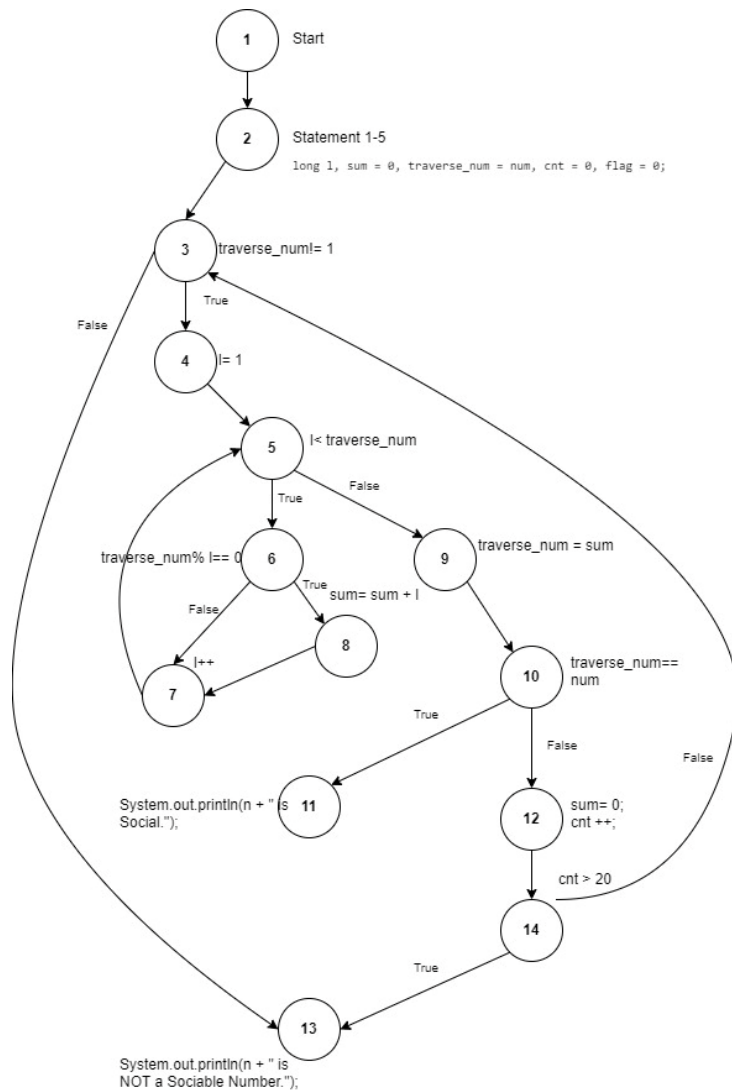 1
Start
2
Statement 1-5
long l, sum = 0, traverse_num = num, cnt = 0, flag = 0;
3
traverse_num!= 1
False
True
4
l= 1
5
l< traverse_num
True
False
traverse_num% l== 0
6
True
sum= sum + l
False
9
traverse_num = sum
8
l++
7
10
traverse_num==
num
True
False
False
System.out.println(n + " is
Social.");
11
12
sum= 0;
cnt ++;
cnt > 20
14
True
13
System.out.println(n + " is
NOT a Sociable Number.");